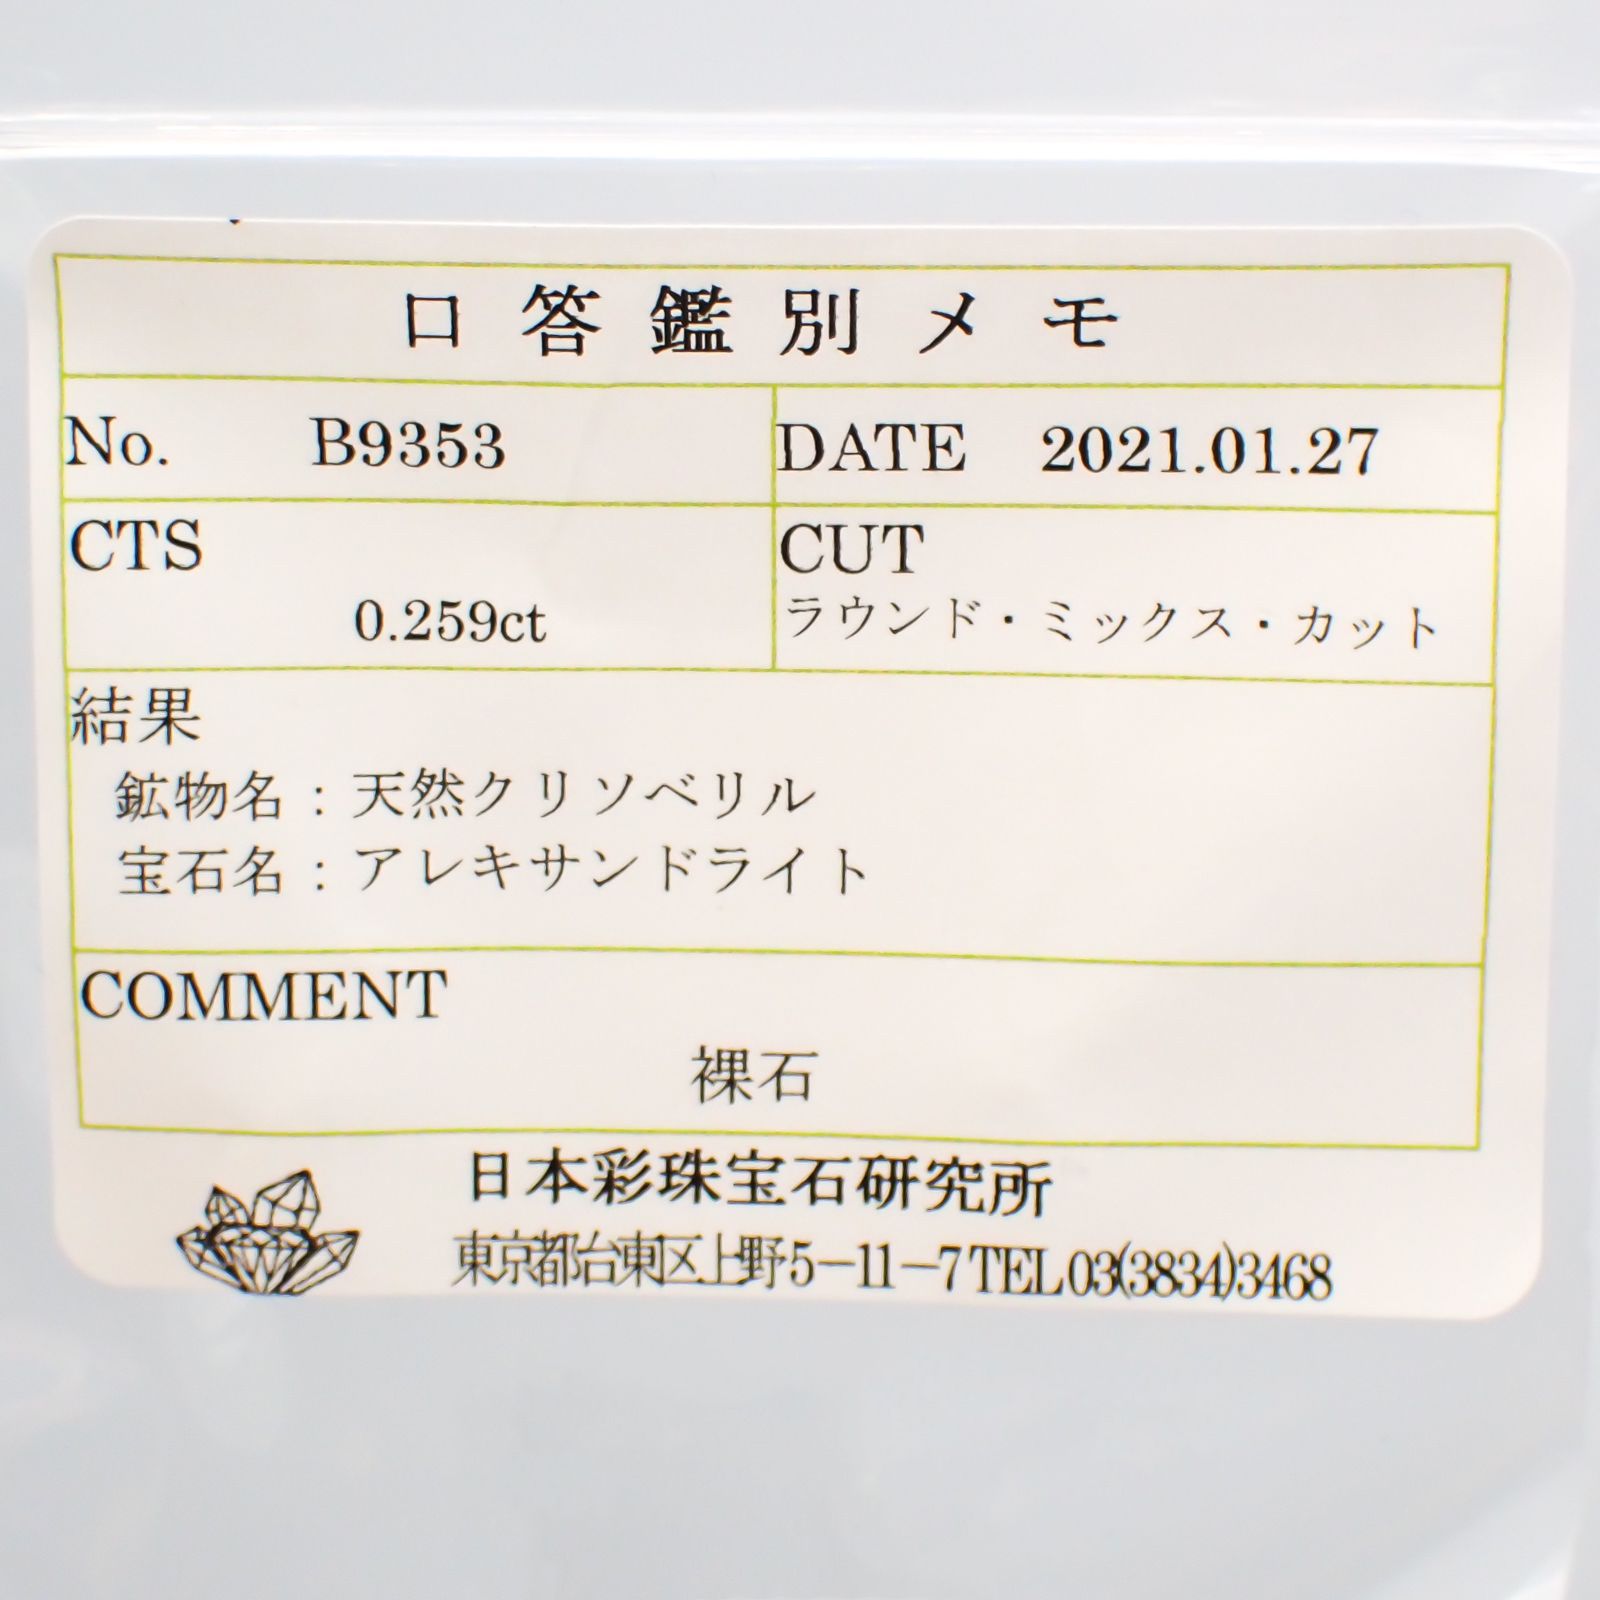 口答鑑別メモ
No. B9353 DATE 2021.01.27
CTS CUT
0.259ct ラウンド・ミックス・カット
結果
鉱物名：天然クリソベリル
宝石名：アレキサンドライト
COMMENT
裸石
日本彩珠宝石研究所
東京都台東区上野5−11−7 TEL 03(3834)3468